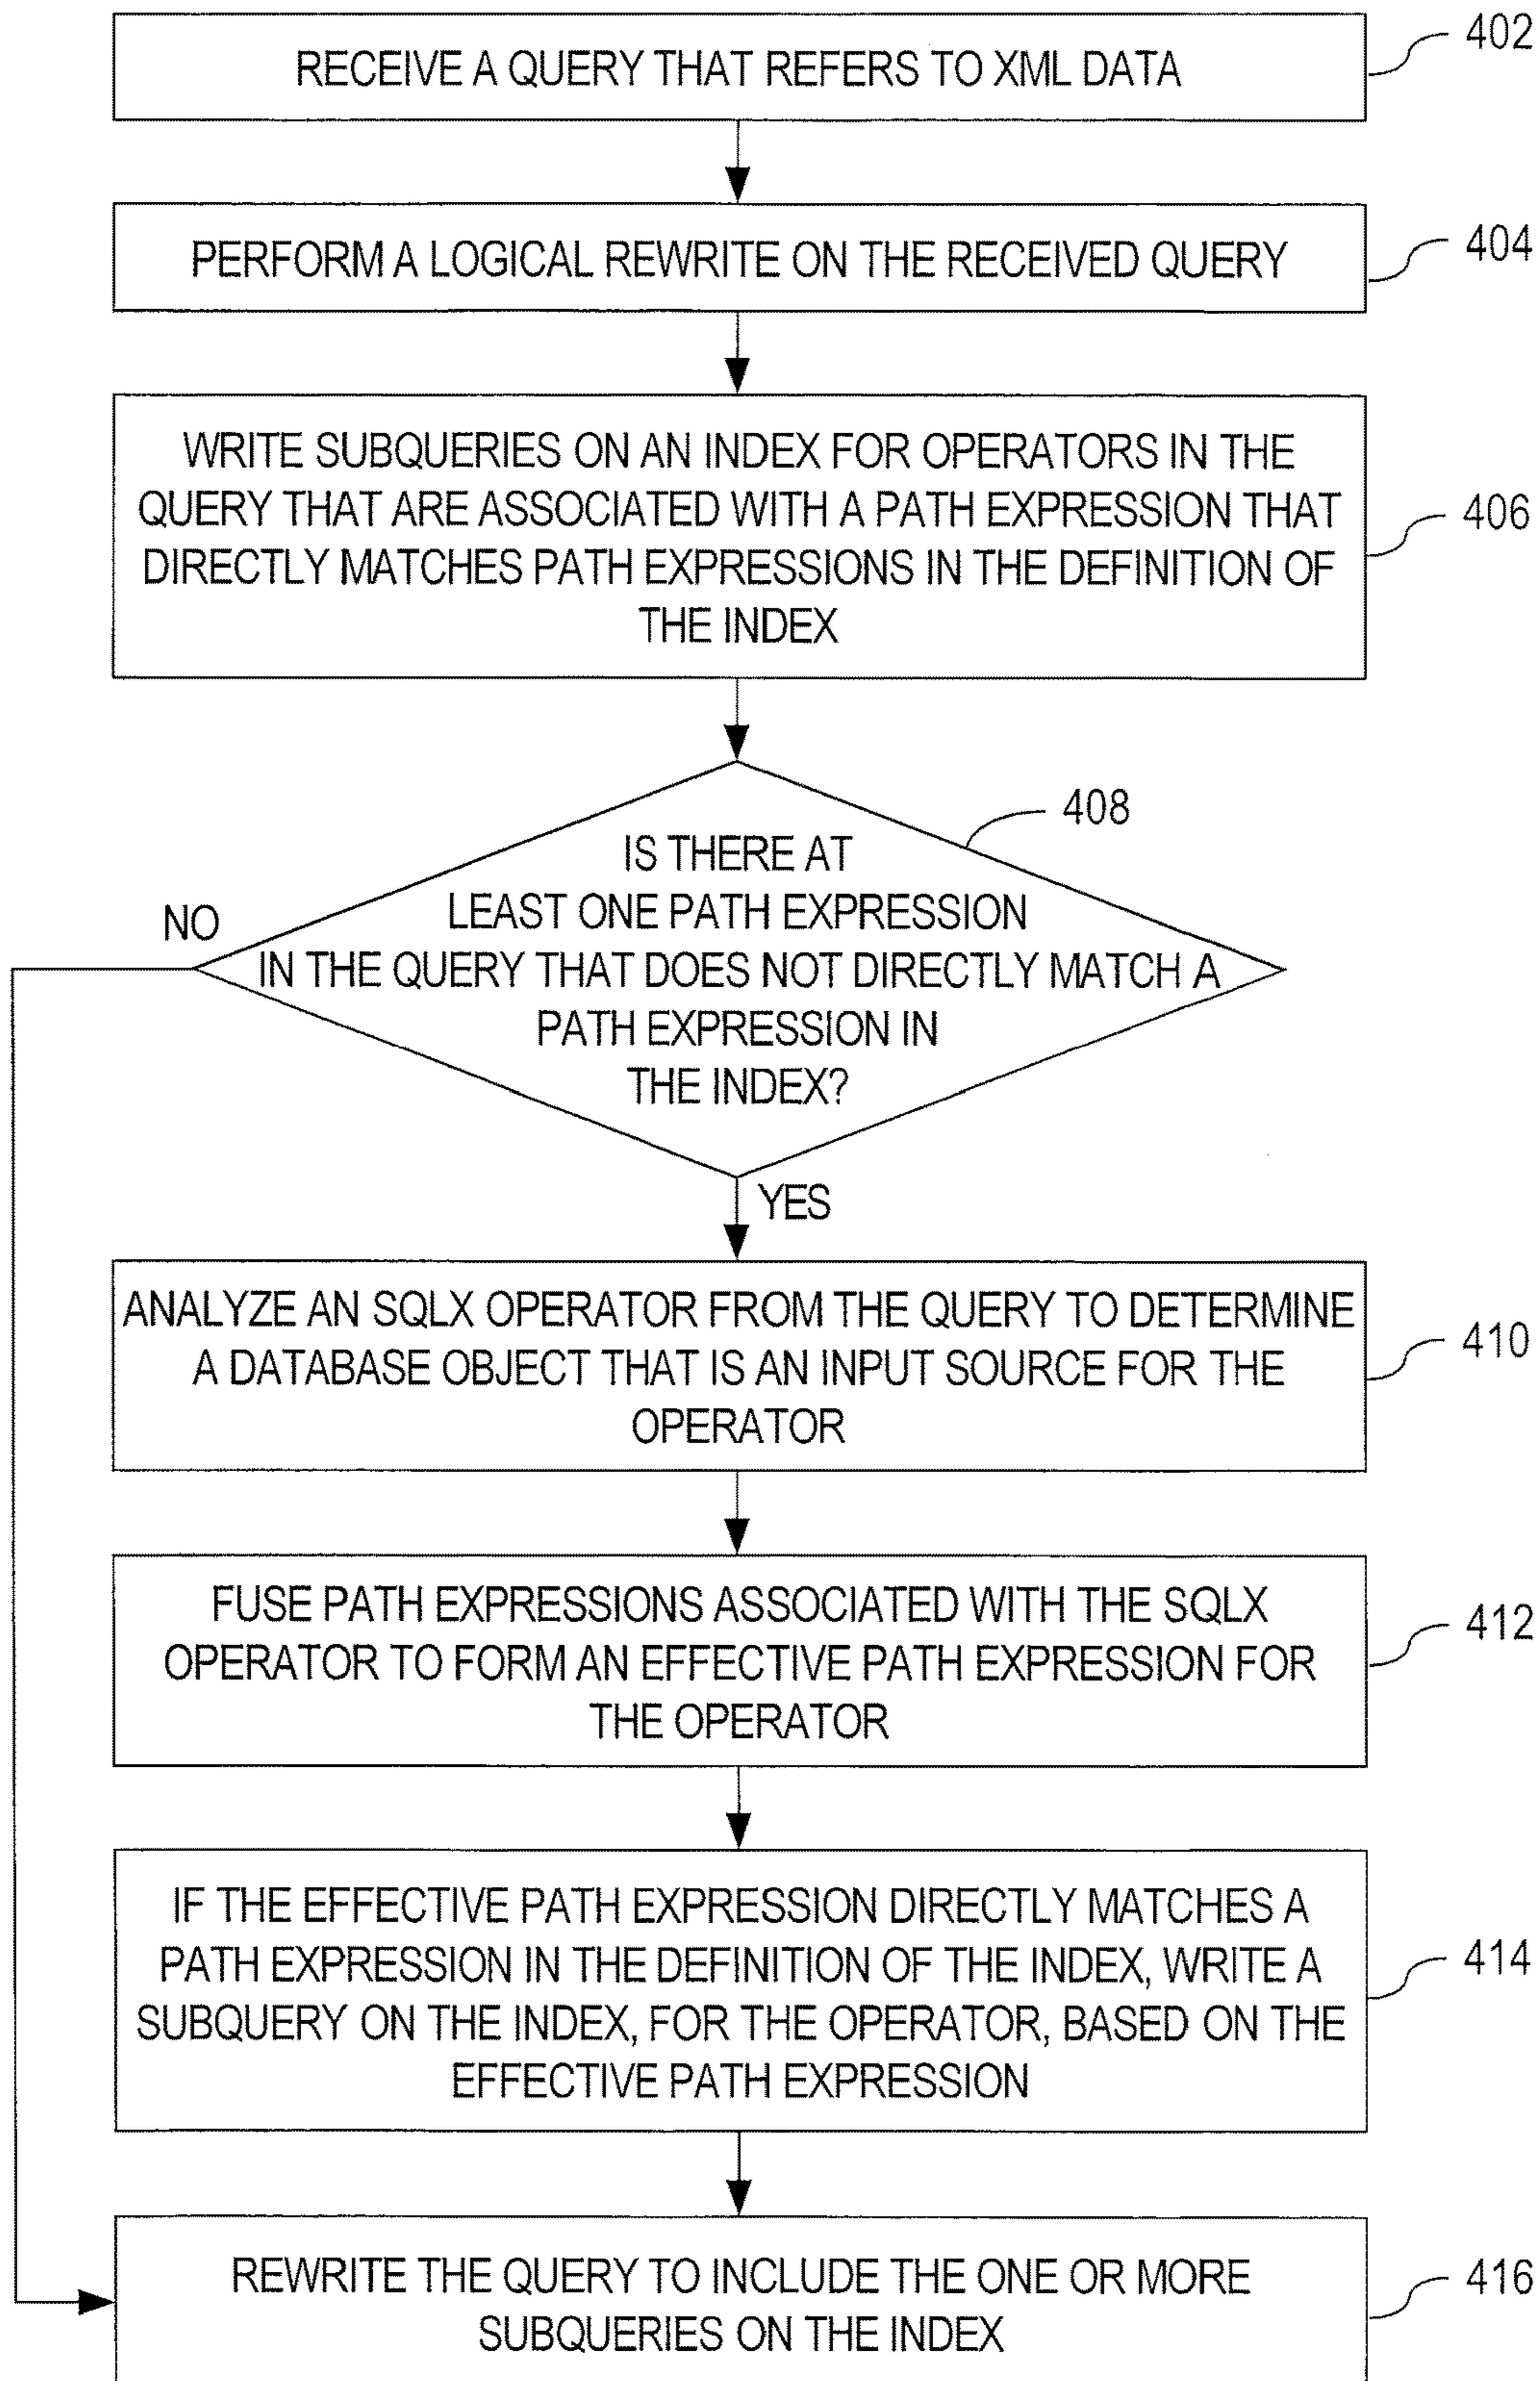 RECEIVE A QUERY THAT REFERS TO XML DATA
402
PERFORM A LOGICAL REWRITE ON THE RECEIVED QUERY
404
WRITE SUBQUERIES ON AN INDEX FOR OPERATORS IN THE
QUERY THAT ARE ASSOCIATED WITH A PATH EXPRESSION THAT
DIRECTLY MATCHES PATH EXPRESSIONS IN THE DEFINITION OF
THE INDEX
406
408
IS THERE AT
LEAST ONE PATH EXPRESSION
IN THE QUERY THAT DOES NOT DIRECTLY MATCH A
PATH EXPRESSION IN
THE INDEX?
NO
YES
ANALYZE AN SQLX OPERATOR FROM THE QUERY TO DETERMINE
A DATABASE OBJECT THAT IS AN INPUT SOURCE FOR THE
OPERATOR
410
FUSE PATH EXPRESSIONS ASSOCIATED WITH THE SQLX
OPERATOR TO FORM AN EFFECTIVE PATH EXPRESSION FOR
THE OPERATOR
412
IF THE EFFECTIVE PATH EXPRESSION DIRECTLY MATCHES A
PATH EXPRESSION IN THE DEFINITION OF THE INDEX, WRITE A
SUBQUERY ON THE INDEX, FOR THE OPERATOR, BASED ON THE
EFFECTIVE PATH EXPRESSION
414
REWRITE THE QUERY TO INCLUDE THE ONE OR MORE
SUBQUERIES ON THE INDEX
416